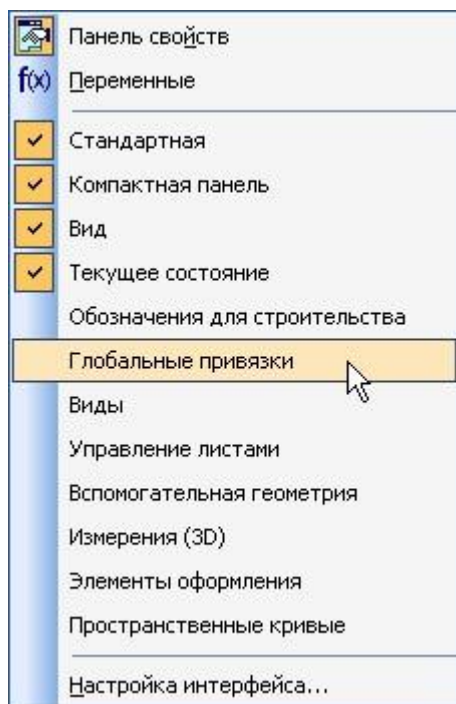 Панель свойств
f(x) Переменные
Стандартная
Компактная панель
Вид
Текущее состояние
Обозначения для строительства
Глобальные привязки
Виды
Управление листами
Вспомогательная геометрия
Измерения (3D)
Элементы оформления
Пространственные кривые
Настройка интерфейса...